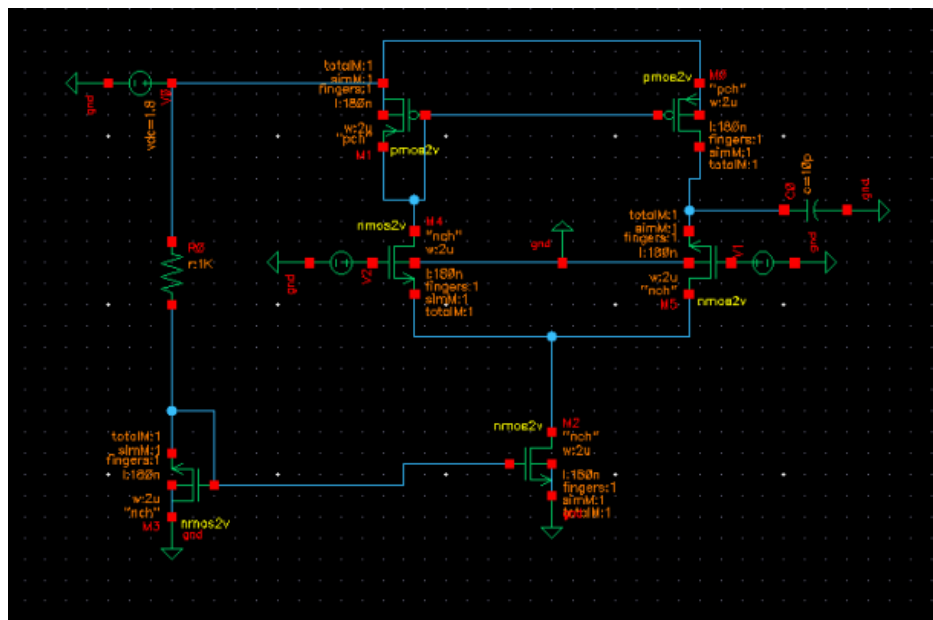 gnd
vdc=1.8
V0
totalM:1
simM:1
fingers:1
l:180n
w:2u
"pch"
M1
pmos2v
pmos2v
M0
"pch"
w:2u
l:180n
fingers:1
simM:1
totalM:1
C0
c=10p
gnd
R0
r:1K
nmos2v
M4
"nch"
w:2u
l:180n
fingers:1
simM:1
totalM:1
gnd
V2
gnd
totalM:1
simM:1
fingers:1
l:180n
w:2u
"nch"
M5
nmos2v
V1
gnd
totalM:1
simM:1
fingers:1
l:180n
w:2u
"nch"
M3
nmos2v
gnd
nmos2v
M2
"nch"
w:2u
l:180n
fingers:1
simM:1
totalM:1